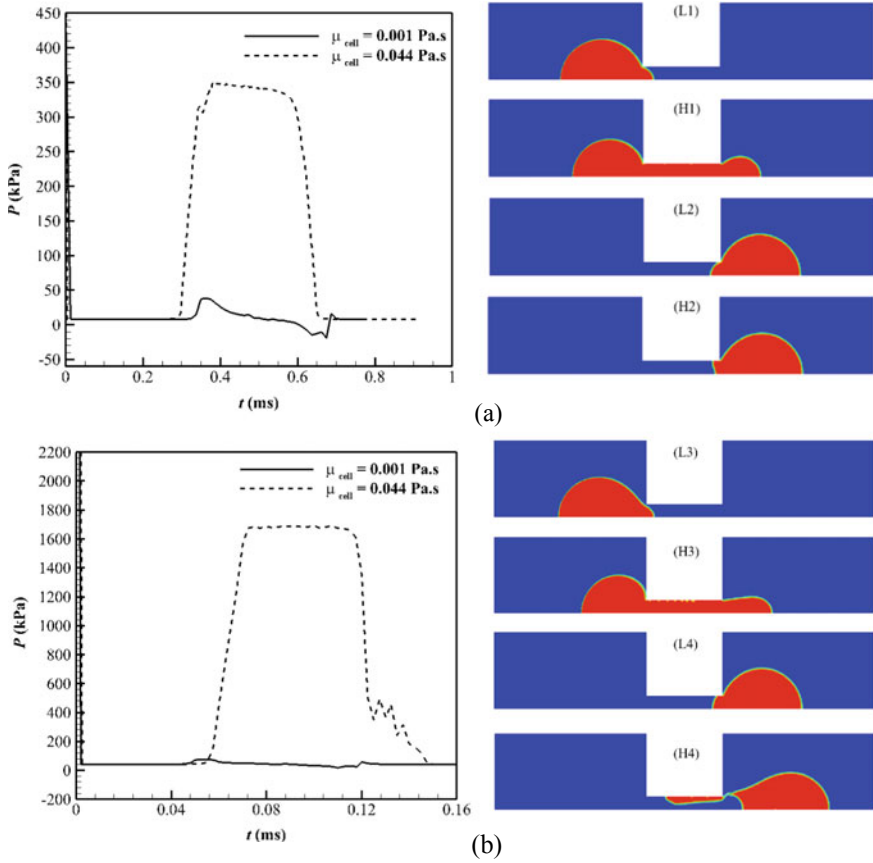 450
400
350
300
250
200
150
100
50
0
-50
P (kPa)
μ cell = 0.001 Pa.s
μ cell = 0.044 Pa.s
0
0.2
0.4
0.6
0.8
1
t (ms)
(L1)
(H1)
(L2)
(H2)
(a)
2200
2000
1800
1600
1400
1200
1000
800
600
400
200
0
-200
P (kPa)
μ cell = 0.001 Pa.s
μ cell = 0.044 Pa.s
0
0.04
0.08
0.12
0.16
t (ms)
(L3)
(H3)
(L4)
(H4)
(b)